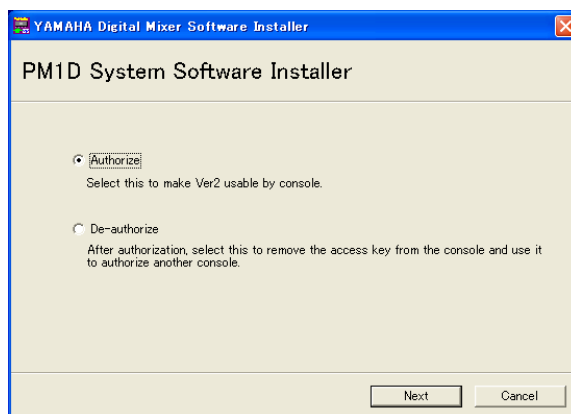 YAMAHA Digital Mixer Software Installer
PM1D System Software Installer
Authorize
Select this to make Ver2 usable by console.
De-authorize
After authorization, select this to remove the access key from the console and use it
to authorize another console.
Next
Cancel